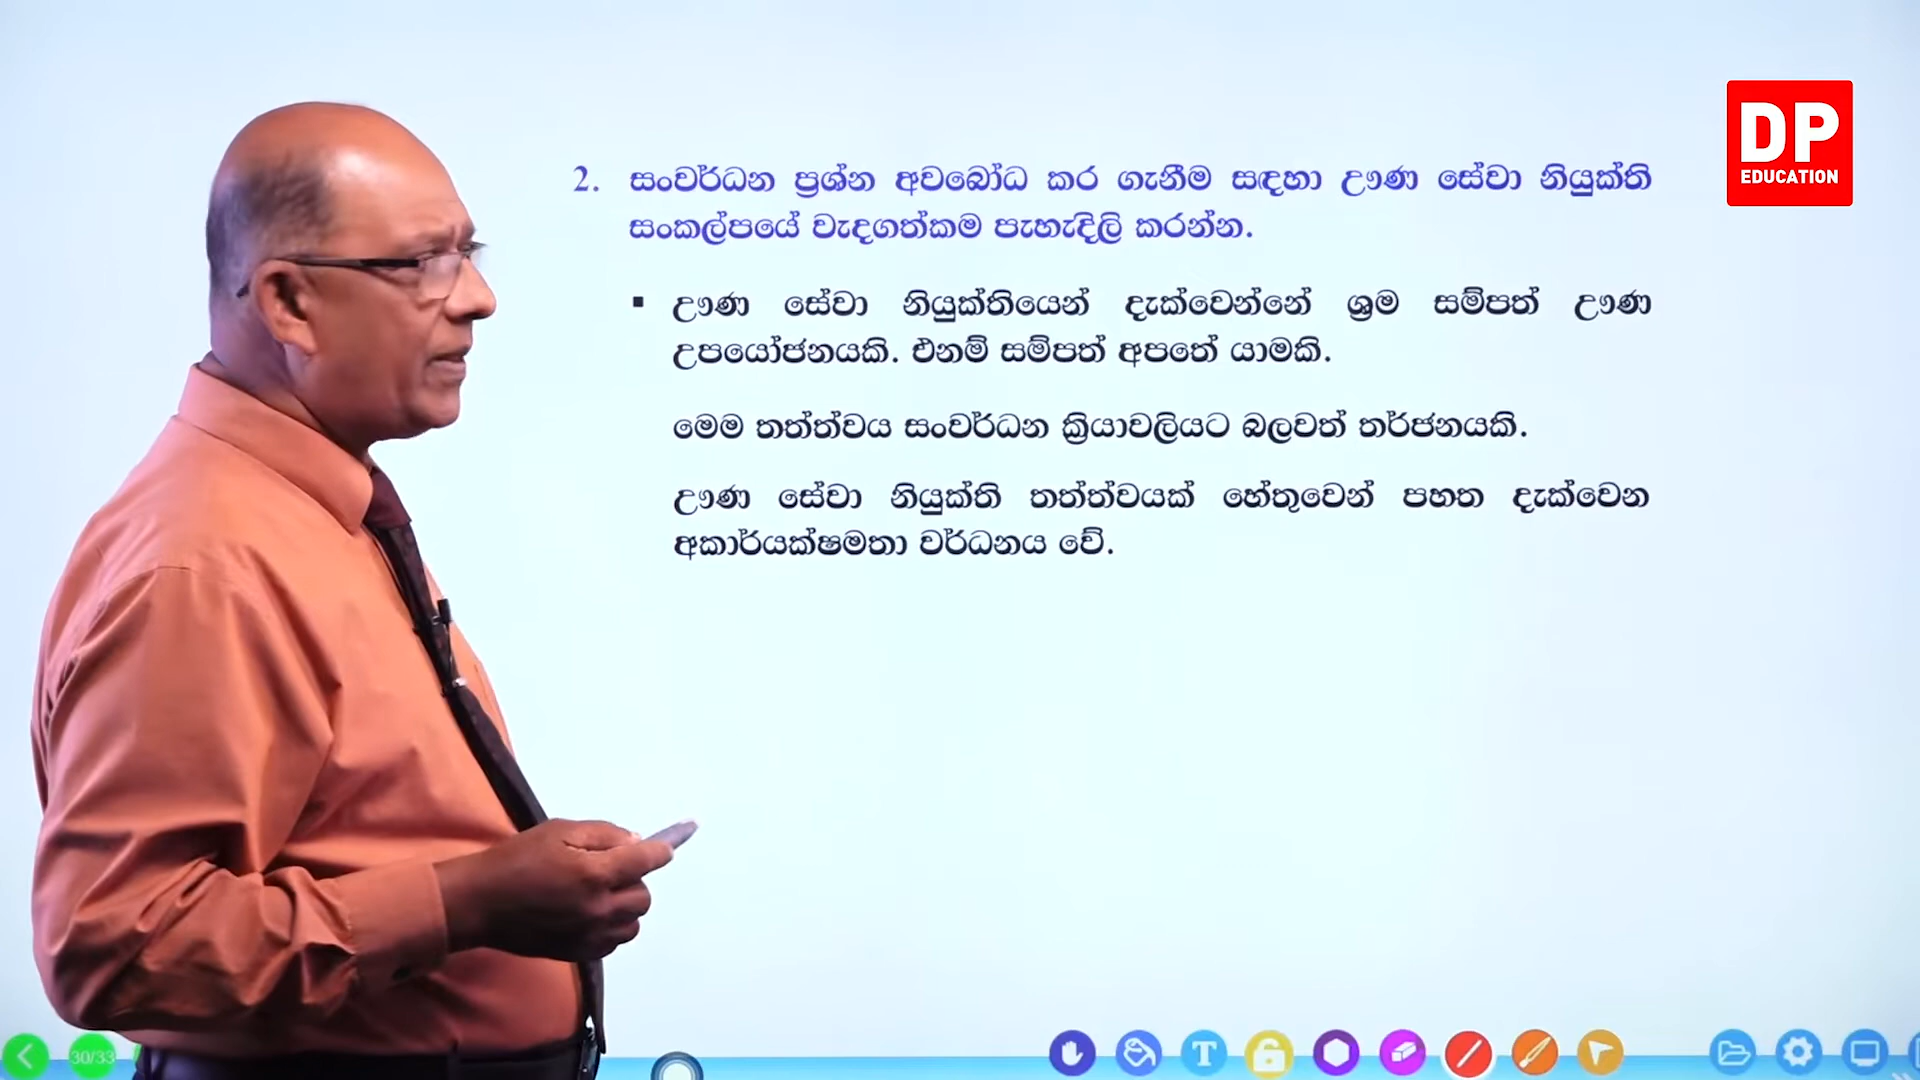 DP
EDUCATION
2. සංවර්ධන ප්‍රශ්න අවබෝධ කර ගැනීම සඳහා ඌණ සේවා නියුක්ති
සංකල්පයේ වැදගත්කම පැහැදිලි කරන්න.
▪ ඌණ සේවා නියුක්තියෙන් දැක්වෙන්නේ ශ්‍රම සම්පත් ඌණ
උපයෝජනයකි. එනම් සම්පත් අපතේ යාමකි.
මෙම තත්ත්වය සංවර්ධන ක්‍රියාවලියට බලවත් තර්ජනයකි.
ඌණ සේවා නියුක්ති තත්ත්වයක් හේතුවෙන් පහත දැක්වෙන
අකාර්යක්ෂමතා වර්ධනය වේ.
30/33
T